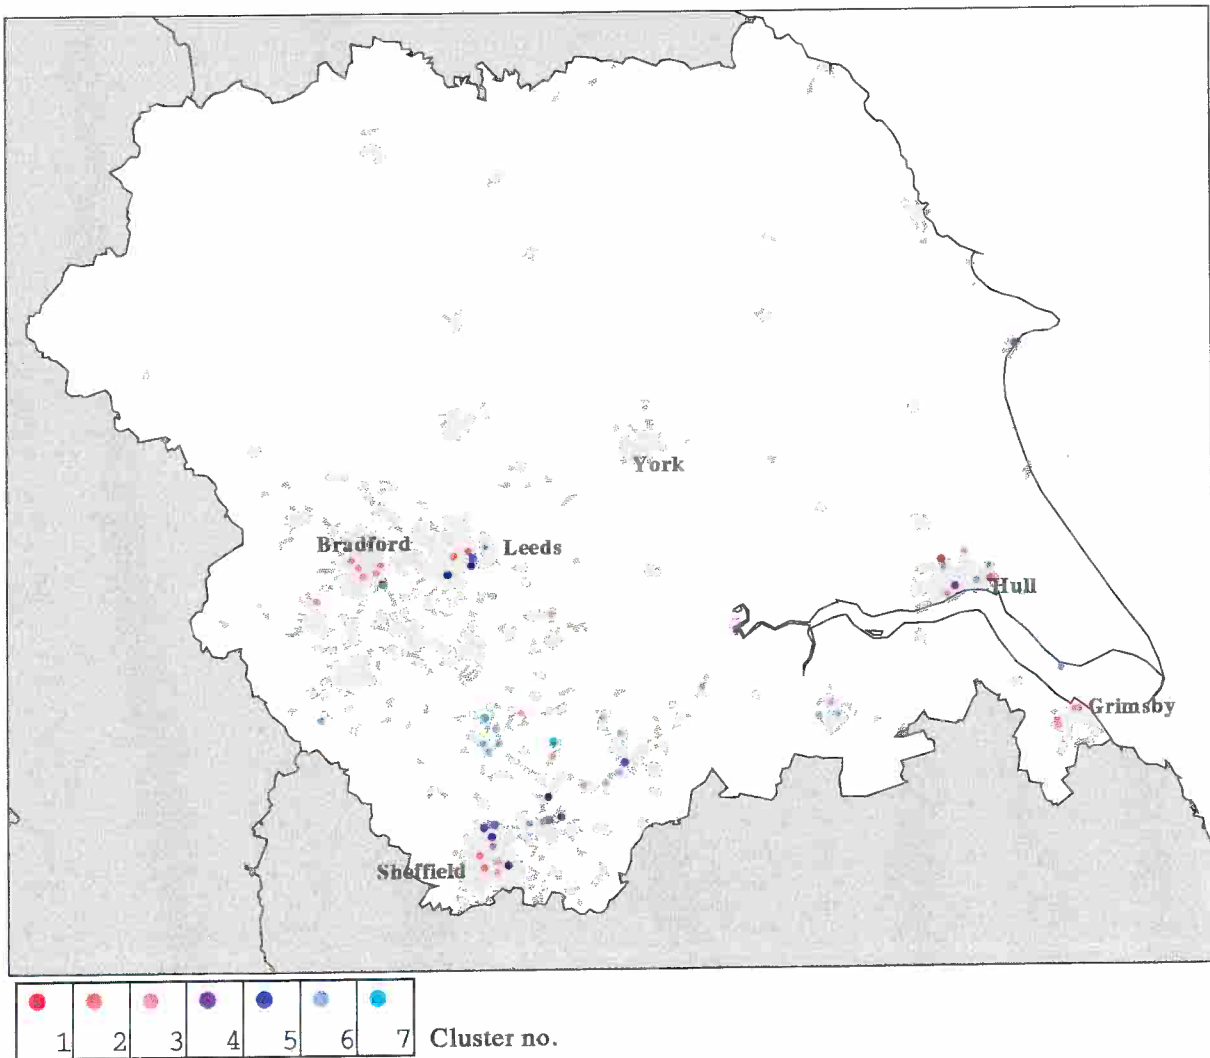 York
Bradford
Leeds
Hull
Grimsby
Sheffield
1 2 3 4 5 6 7 Cluster no.